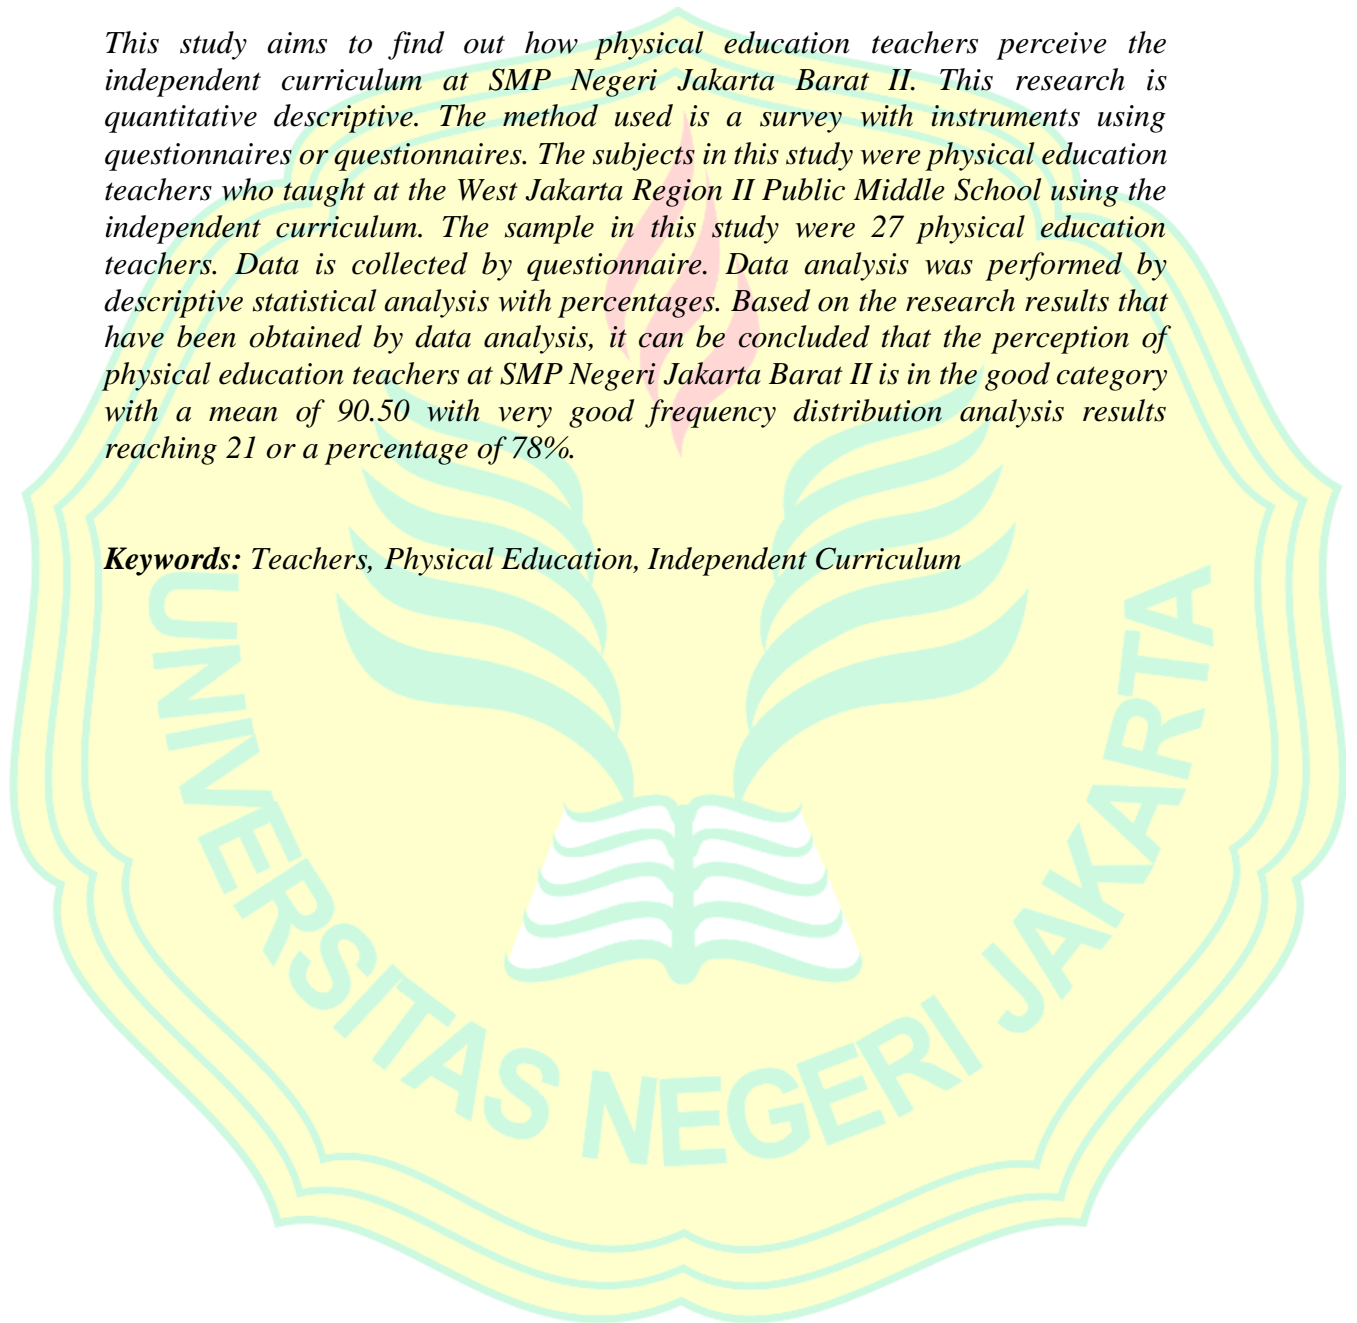 This study aims to find out how physical education teachers perceive the
independent curriculum at SMP Negeri Jakarta Barat II. This research is
quantitative descriptive. The method used is a survey with instruments using
questionnaires or questionnaires. The subjects in this study were physical education
teachers who taught at the West Jakarta Region II Public Middle School using the
independent curriculum. The sample in this study were 27 physical education
teachers. Data is collected by questionnaire. Data analysis was performed by
descriptive statistical analysis with percentages. Based on the research results that
have been obtained by data analysis, it can be concluded that the perception of
physical education teachers at SMP Negeri Jakarta Barat II is in the good category
with a mean of 90.50 with very good frequency distribution analysis results
reaching 21 or a percentage of 78%.
Keywords: Teachers, Physical Education, Independent Curriculum
UNIVERSITAS NEGERI JAKARTA